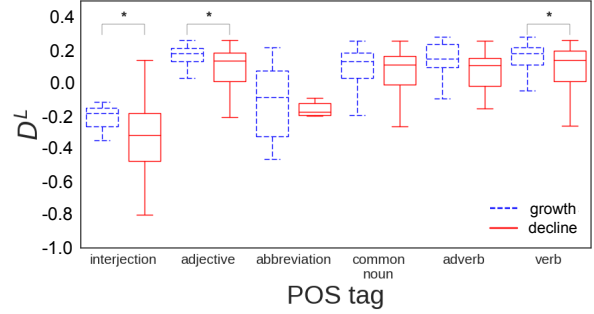 * * *
0.4
0.2
0.0
-0.2
-0.4
-0.6
-0.8
-1.0
D^L
growth
decline
interjection adjective abbreviation common noun adverb verb
POS tag